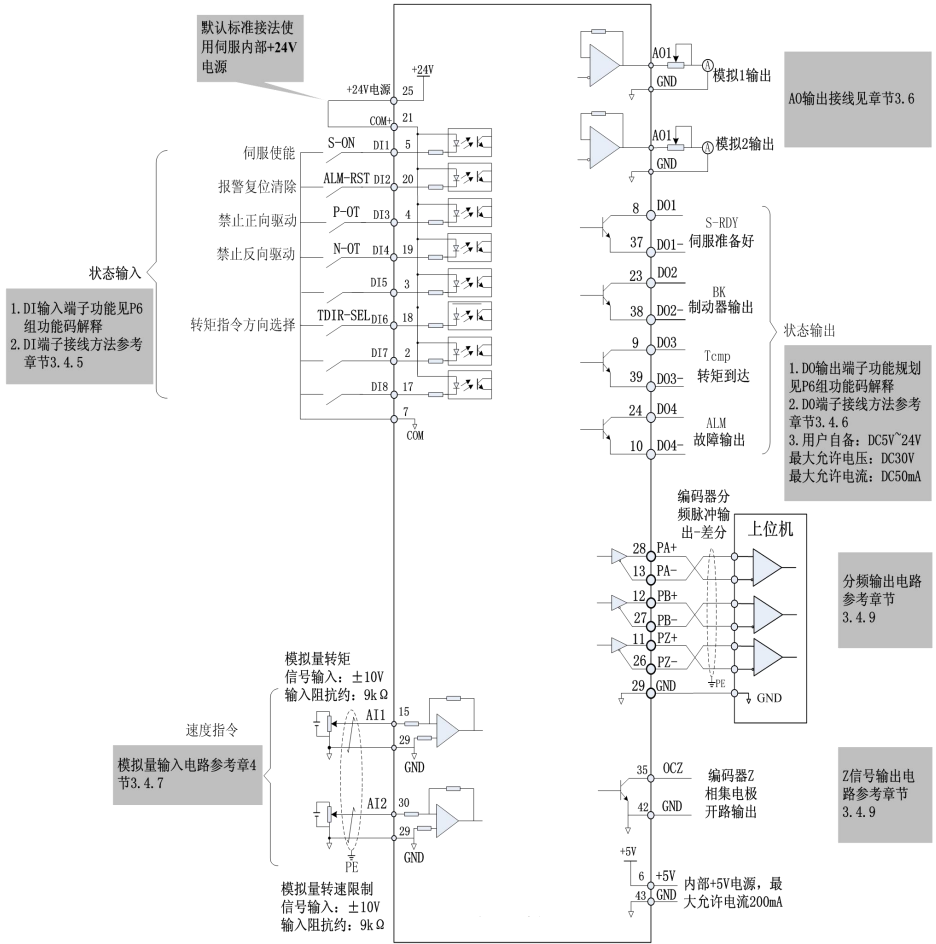 默认标准接法使
用伺服内部+24V
电源
+24V
+24V电源 25
COM+ 21
伺服使能 S-ON DI1 5
报警复位清除 ALM-RST DI2 20
禁止正向驱动 P-OT DI3 4
禁止反向驱动 N-OT DI4 19
DI5 3
转矩指令方向选择 TDIR-SEL DI6 18
DI7 2
DI8 17
7
COM
状态输入
1.DI输入端子功能见P6
组功能码解释
2.DI端子接线方法参考
章节3.4.5
AO1
A
模拟1输出
GND
AO1
A
模拟2输出
GND
AO输出接线见章节3.6
8 DO1
S-RDY
伺服准备好
37 DO1-
23 DO2
BK
制动器输出
38 DO2-
9 DO3
Tcmp
转矩到达
39 DO3-
24 DO4
ALM
故障输出
10 DO4-
状态输出
1.DO输出端子功能规划
见P6组功能码解释
2.DO端子接线方法参考
章节3.4.6
3.用户自备：DC5V~24V
最大允许电压：DC30V
最大允许电流：DC50mA
编码器分
频脉冲输
出-差分
上位机
28 PA+
13 PA-
12 PB+
27 PB-
11 PZ+
26 PZ-
PE
29 GND
GND
分频输出电路
参考章节
3.4.9
模拟量转矩
信号输入：±10V
输入阻抗约：9kΩ
AI1 15
29
GND
速度指令
模拟量输入电路参考章4
节3.4.7
AI2 30
29
GND
PE
模拟量转速限制
信号输入：±10V
输入阻抗约：9kΩ
35 OCZ
编码器Z
相集电极
开路输出
42 GND
Z信号输出电
路参考章节
3.4.9
+5V
6 +5V
43 GND
内部+5V电源，最
大允许电流200mA